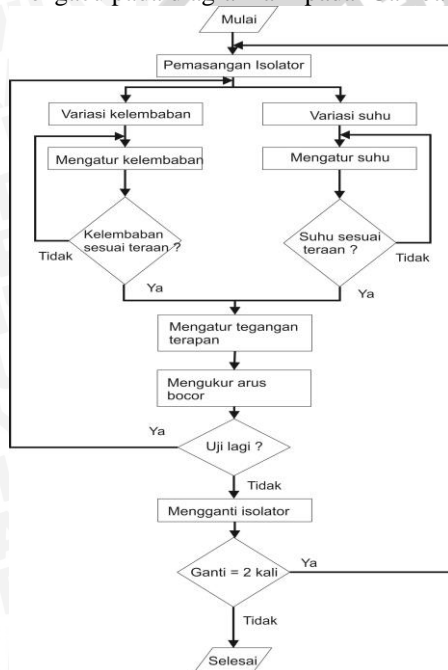 Mulai
Pemasangan Isolator
Variasi kelembaban
Variasi suhu
Mengatur kelembaban
Mengatur suhu
Kelembaban
sesuai teraan ?
Suhu sesuai
teraan ?
Tidak
Tidak
Ya
Ya
Mengatur tegangan
terapan
Mengukur arus
bocor
Ya
Uji lagi ?
Tidak
Mengganti isolator
Ya
Ganti = 2 kali
Tidak
Selesai